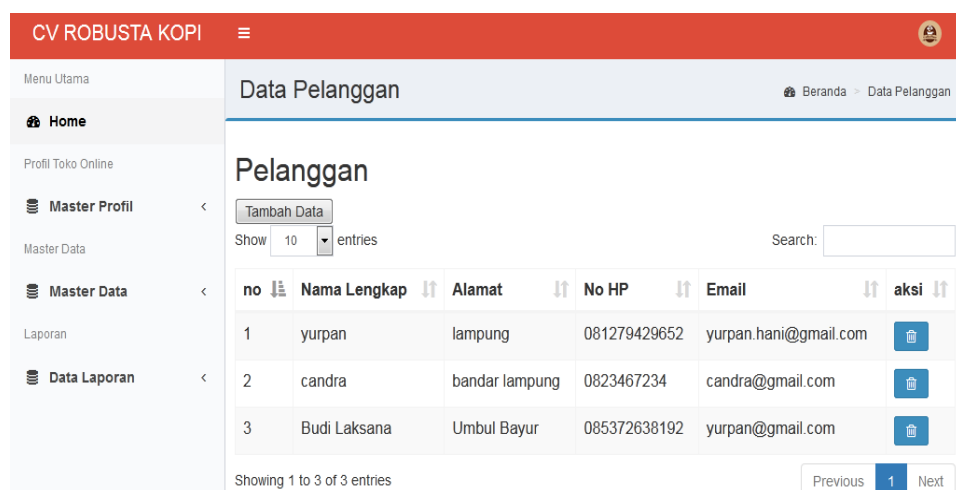 CV ROBUSTA KOPI
Menu Utama
Home
Profil Toko Online
Master Profil
Master Data
Master Data
Laporan
Data Laporan
Data Pelanggan
Beranda > Data Pelanggan
Pelanggan
Tambah Data
Show 10 entries Search:
no Nama Lengkap Alamat No HP Email aksi
1 yurpan lampung 081279429652 yurpan.hani@gmail.com
2 candra bandar lampung 0823467234 candra@gmail.com
3 Budi Laksana Umbul Bayur 085372638192 yurpan@gmail.com
Showing 1 to 3 of 3 entries Previous 1 Next